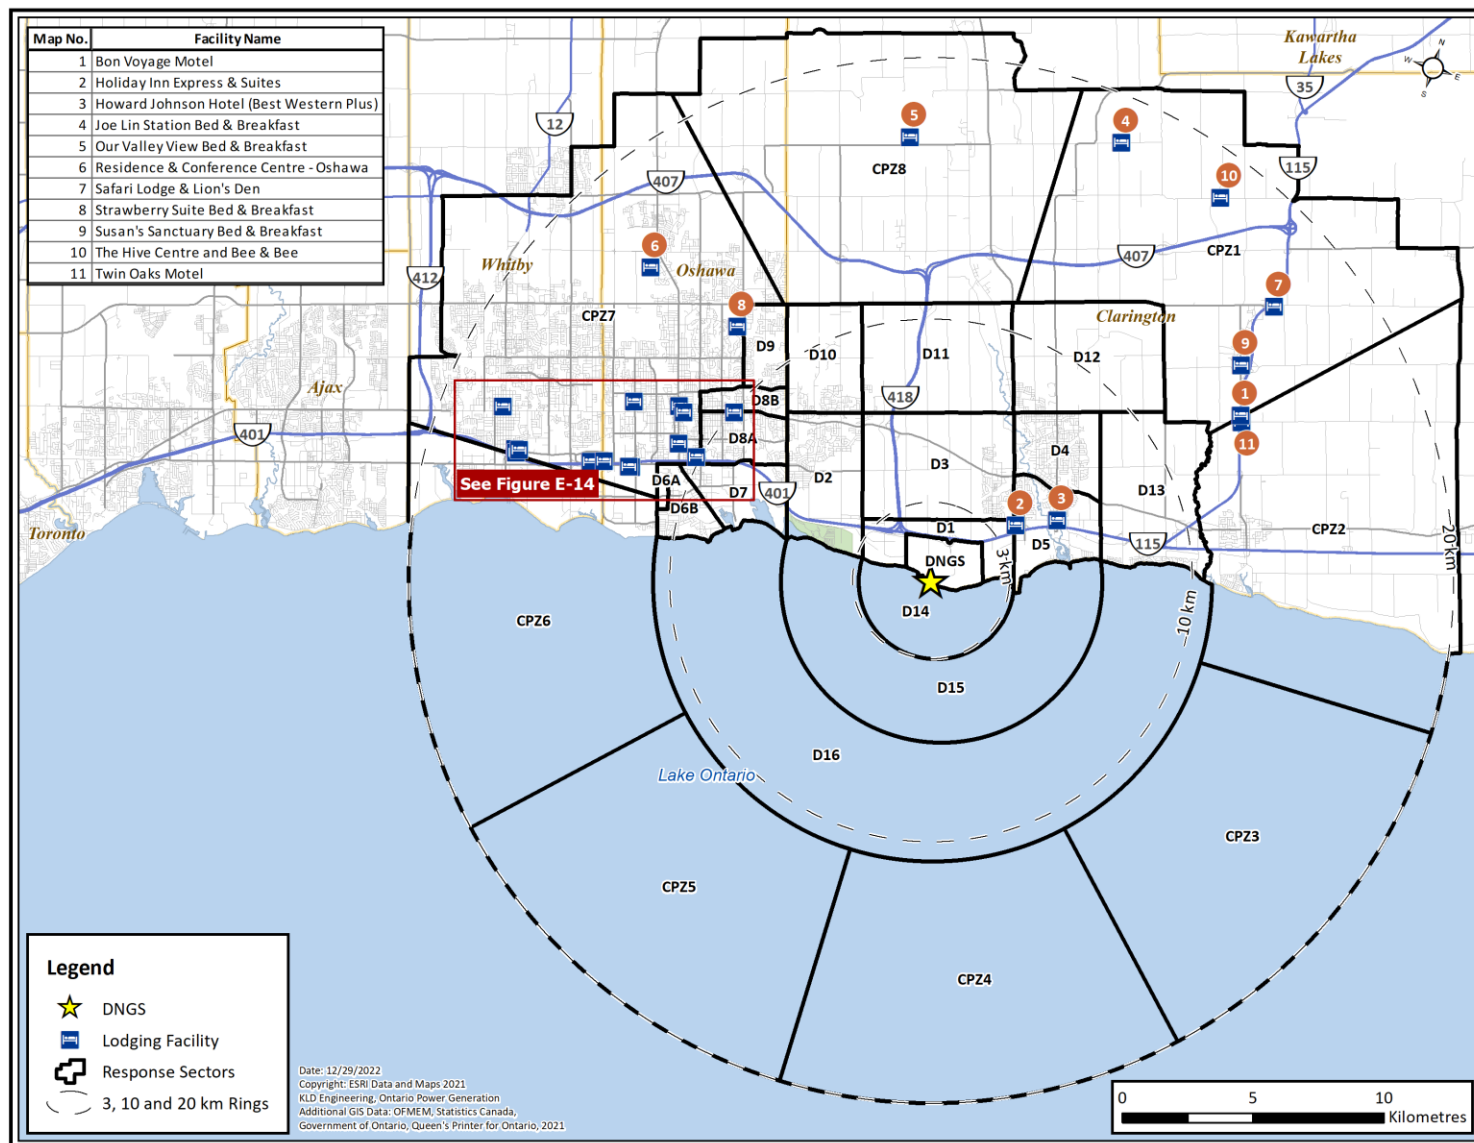 Map No. Facility Name
1 Bon Voyage Motel
2 Holiday Inn Express & Suites
3 Howard Johnson Hotel (Best Western Plus)
4 Joe Lin Station Bed & Breakfast
5 Our Valley View Bed & Breakfast
6 Residence & Conference Centre - Oshawa
7 Safari Lodge & Lion's Den
8 Strawberry Suite Bed & Breakfast
9 Susan's Sanctuary Bed & Breakfast
10 The Hive Centre and Bee & Bee
11 Twin Oaks Motel
Kawartha
Lakes
N
W
E
S
35
12
5
4
CPZ8
115
407
10
6
Whitby
Oshawa
CPZ1
407
412
7
8
CPZ7
Clarington
D9
D10
D11
D12
9
Ajax
1
418
D8B
401
D8A
11
D4
D3
See Figure E-14
D6A
D2
D7
401
D13
D6B
2
3
D1
CPZ2
20 km
Toronto
D5
115
DNGS
3 km
D14
10 km
CPZ6
D15
D16
Lake Ontario
CPZ3
CPZ5
CPZ4
Legend
DNGS
Lodging Facility
Response Sectors
3, 10 and 20 km Rings
Date: 12/29/2022
Copyright: ESRI Data and Maps 2021
KLD Engineering, Ontario Power Generation
Additional GIS Data: OFMEM, Statistics Canada,
Government of Ontario, Queen's Printer for Ontario, 2021
0 5 10
Kilometres